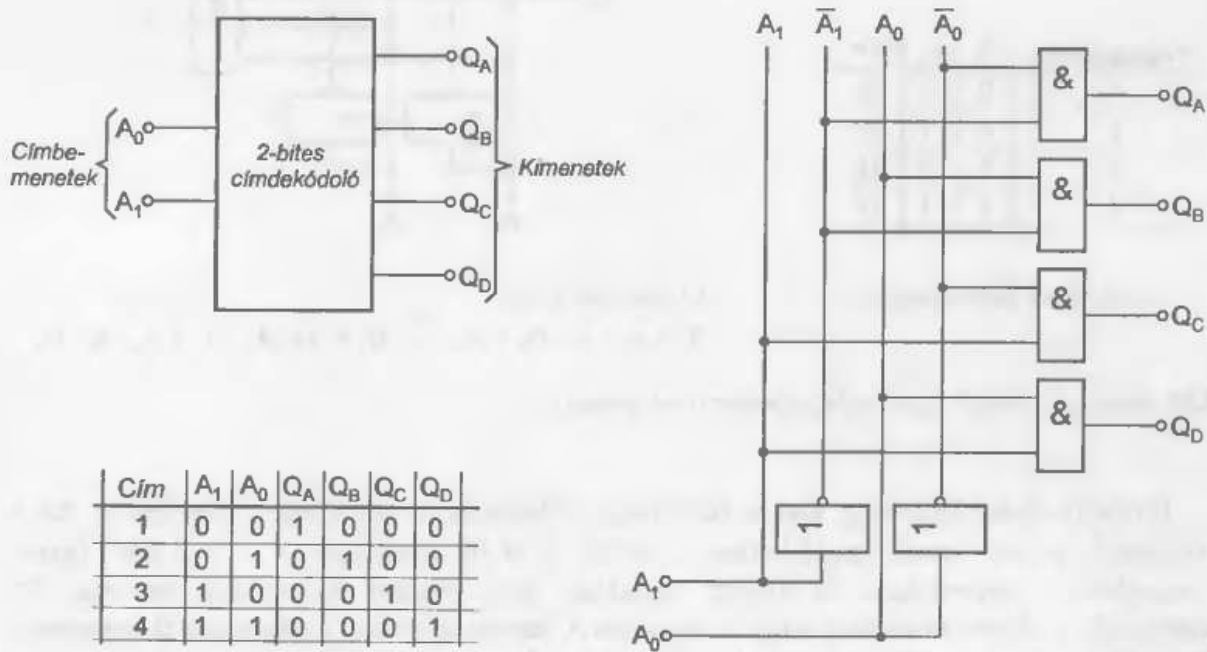 A₁ A̅₁ A₀ A̅₀
& Q_A
& Q_B
& Q_C
& Q_D
Címbe-
menetek
A₀
A₁
2-bites
címdekódoló
Q_A
Q_B
Q_C
Q_D
Kimenetek
Cím A₁ A₀ Q_A Q_B Q_C Q_D
1 0 0 1 0 0 0
2 0 1 0 1 0 0
3 1 0 0 0 1 0
4 1 1 0 0 0 1
1 1
A₁
A₀